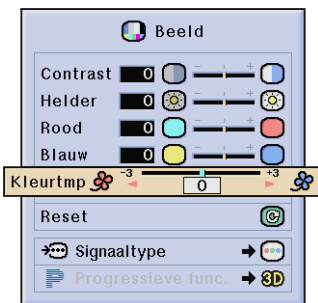 Beeld
Contrast 0 - +
Helder 0 - +
Rood 0 - +
Blauw 0 - +
Kleurtmp -3 0 +3
Reset
Signaaltype
Progressieve func. 3D